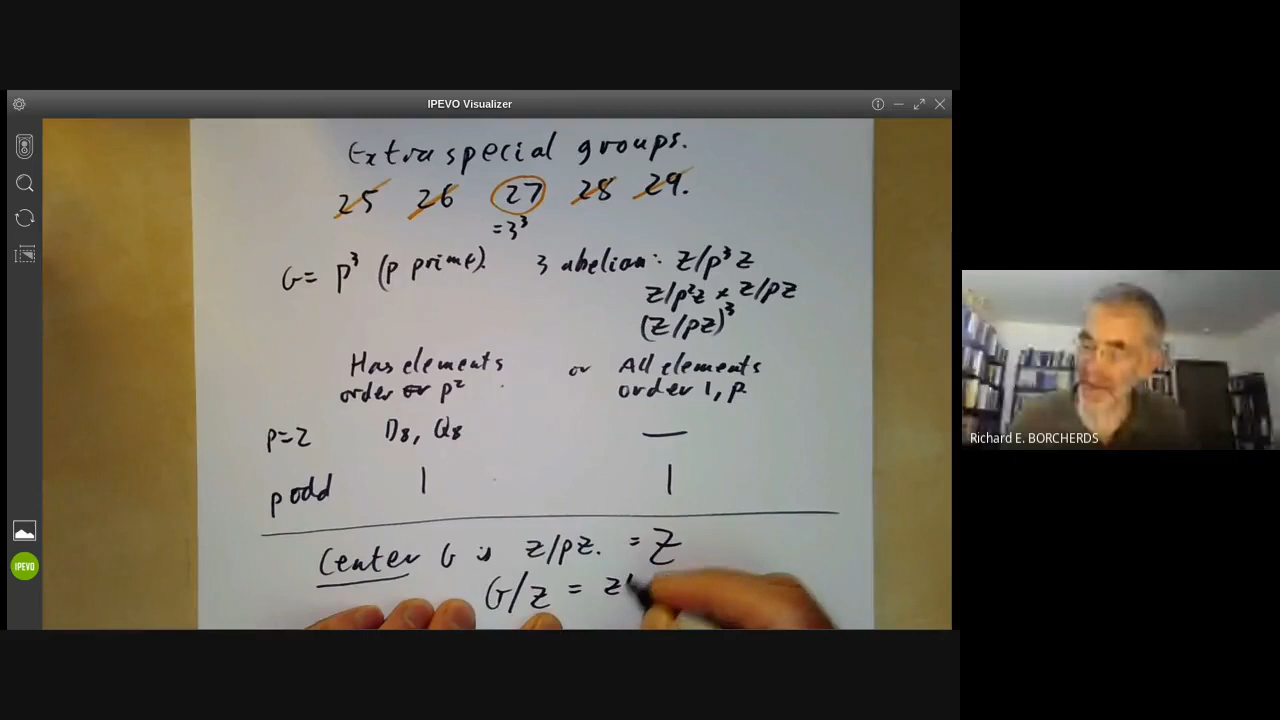 IPEVO Visualizer
Extraspecial groups.
25 26 27 28 29.
=3³
G= p³ (p prime). 3 abelian: Z/p³Z
Z/p²Z × Z/pZ
(Z/pZ)³
Has elements or All elements
order or p² order 1, p.
p=2 D8, Q8 —
p odd 1 1
Center G is Z/pZ. = Z
G/Z = Z
Richard E. BORCHERDS
IPEVO